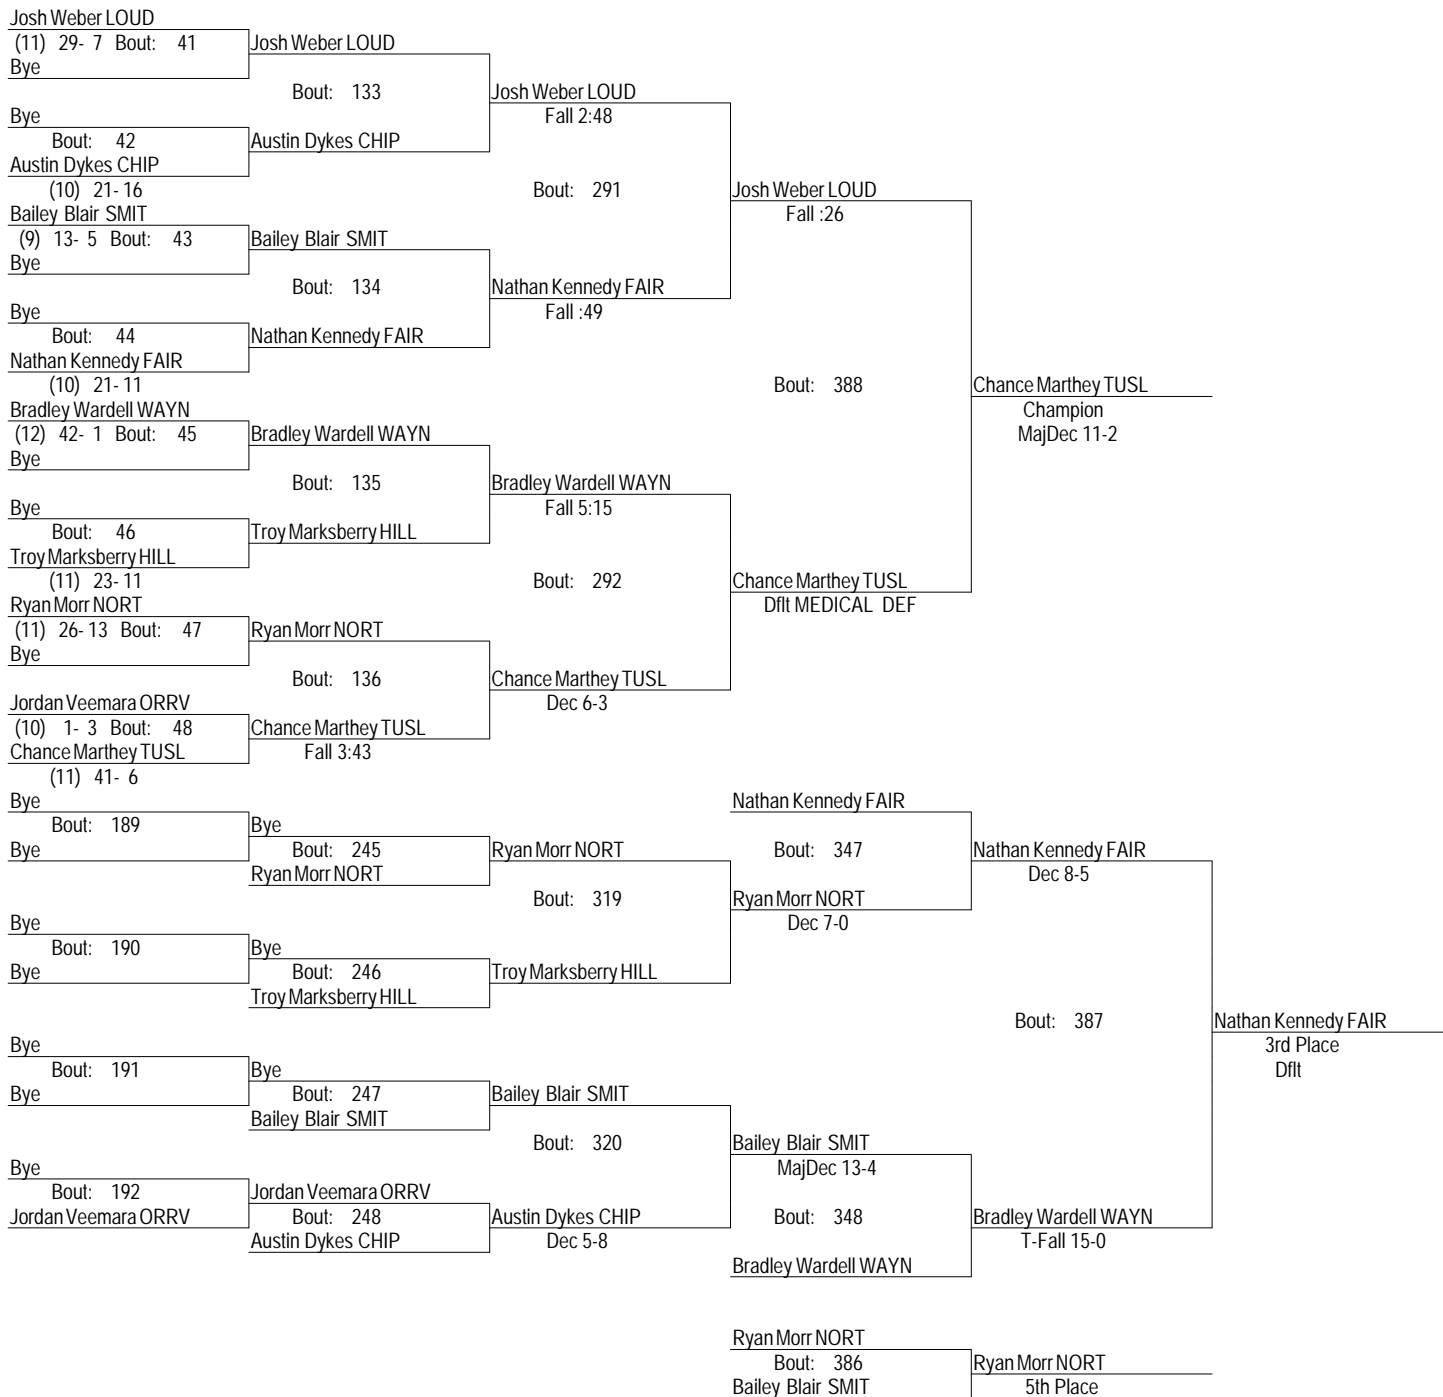 Josh Weber LOUD
(11) 29- 7 Bout: 41 Josh Weber LOUD
Bye
Bout: 133 Josh Weber LOUD
Bye Fall 2:48
Bout: 42 Austin Dykes CHIP
Austin Dykes CHIP
(10) 21- 16 Bout: 291 Josh Weber LOUD
Bailey Blair SMIT Fall :26
(9) 13- 5 Bout: 43 Bailey Blair SMIT
Bye
Bout: 134 Nathan Kennedy FAIR
Bye Fall :49
Bout: 44 Nathan Kennedy FAIR
Nathan Kennedy FAIR
(10) 21- 11 Bout: 388 Chance Marthey TUSL
Bradley Wardell WAYN Champion
(12) 42- 1 Bout: 45 Bradley Wardell WAYN MajDec 11-2
Bye
Bout: 135 Bradley Wardell WAYN
Bye Fall 5:15
Bout: 46 Troy Marksberry HILL
Troy Marksberry HILL
(11) 23- 11 Bout: 292 Chance Marthey TUSL
Ryan Morr NORT Dflt MEDICAL DEF
(11) 26- 13 Bout: 47 Ryan Morr NORT
Bye
Bout: 136 Chance Marthey TUSL
Jordan Veemara ORRV Dec 6-3
(10) 1- 3 Bout: 48 Chance Marthey TUSL
Chance Marthey TUSL Fall 3:43
(11) 41- 6
Bye Nathan Kennedy FAIR
Bout: 189 Bye
Bye Bout: 245 Ryan Morr NORT Bout: 347 Nathan Kennedy FAIR
Ryan Morr NORT Dec 8-5
Bout: 319 Ryan Morr NORT
Bye Dec 7-0
Bout: 190 Bye
Bye Bout: 246 Troy Marksberry HILL
Troy Marksberry HILL
Bout: 387 Nathan Kennedy FAIR
Bye 3rd Place
Bout: 191 Bye Dflt
Bye Bout: 247 Bailey Blair SMIT
Bailey Blair SMIT
Bout: 320 Bailey Blair SMIT
Bye MajDec 13-4
Bout: 192 Jordan Veemara ORRV
Jordan Veemara ORRV Bout: 248 Austin Dykes CHIP Bout: 348 Bradley Wardell WAYN
Austin Dykes CHIP Dec 5-8 T-Fall 15-0
Bradley Wardell WAYN
Ryan Morr NORT
Bout: 386 Ryan Morr NORT
Bailey Blair SMIT 5th Place